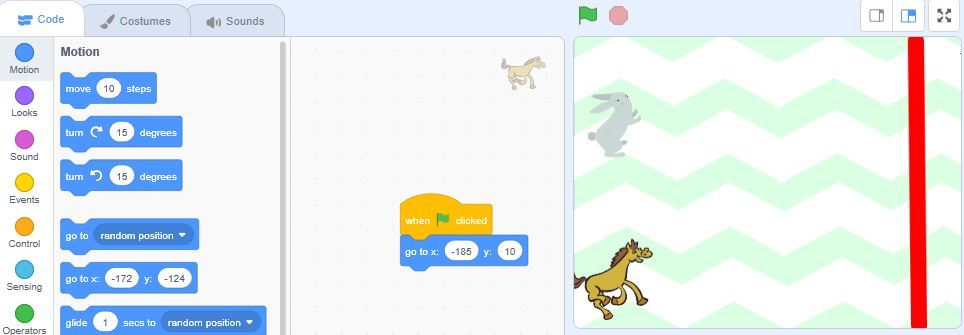 Code
Costumes
Sounds
Motion
Looks
Sound
Events
Control
Sensing
Operators
Motion
move 10 steps
turn 15 degrees
turn 15 degrees
go to random position
go to x: -172 y: -124
glide 1 secs to random position
when clicked
go to x: -185 y: 10